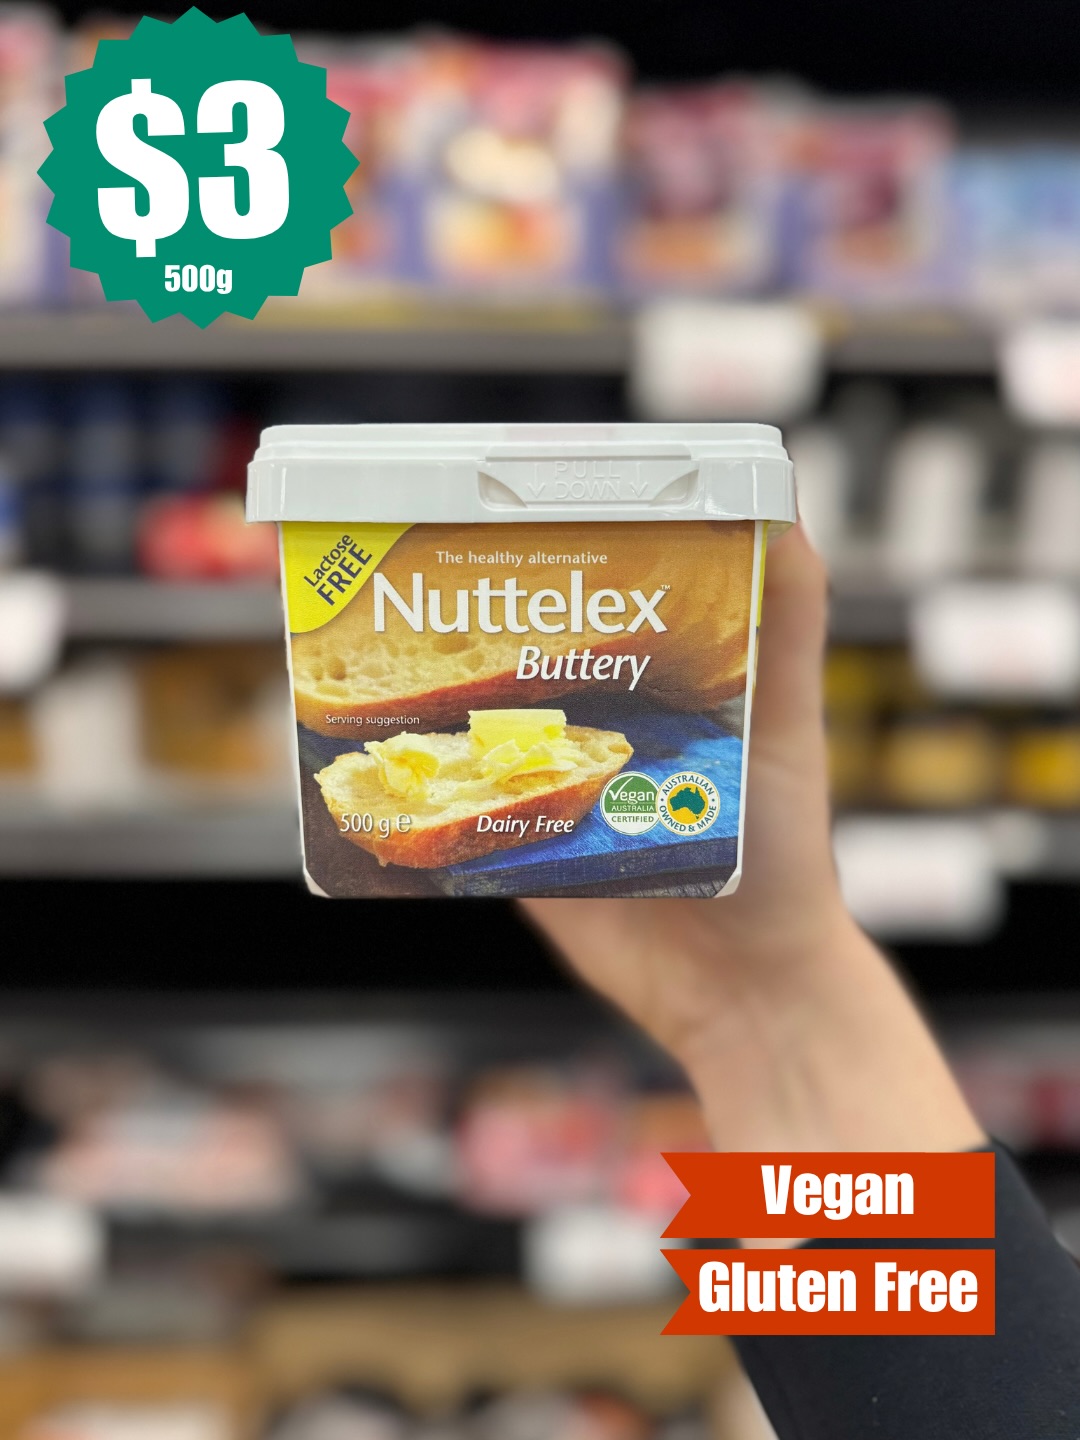 $3
500g
PULL
DOWN
Lactose
FREE
The healthy alternative
Nuttelex™
Buttery
Serving suggestion
500 g ℮
Dairy Free
Vegan
AUSTRALIA
CERTIFIED
AUSTRALIAN
OWNED & MADE
Vegan
Gluten Free